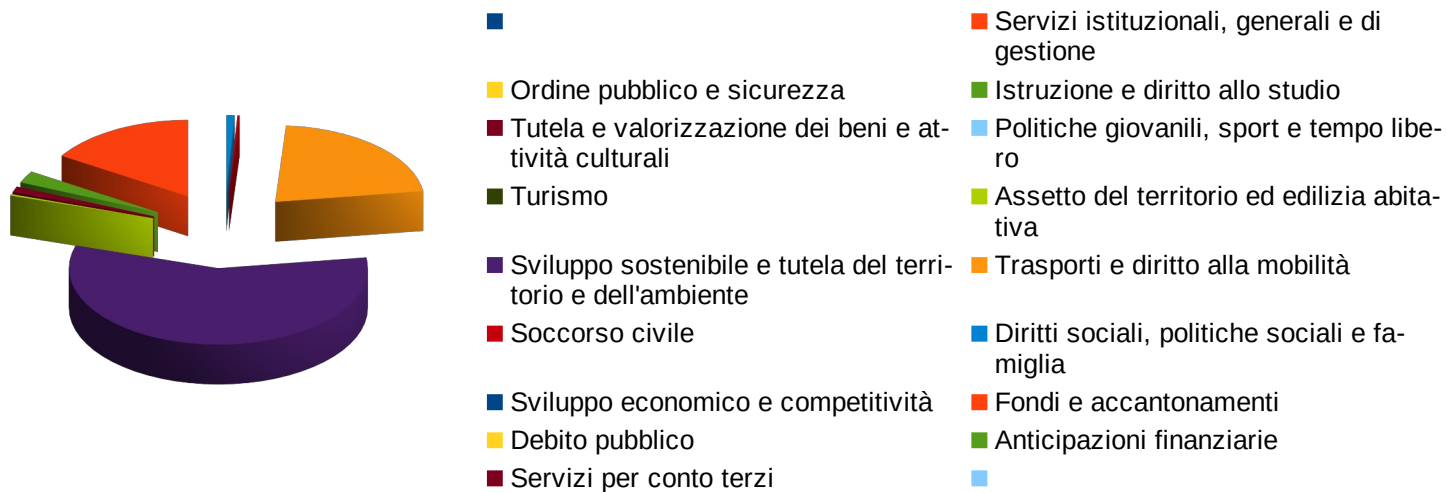 Servizi istituzionali, generali e di
gestione
Ordine pubblico e sicurezza
Istruzione e diritto allo studio
Tutela e valorizzazione dei beni e at-
tività culturali
Politiche giovanili, sport e tempo libe-
ro
Turismo
Assetto del territorio ed edilizia abita-
tiva
Sviluppo sostenibile e tutela del terri-
torio e dell'ambiente
Trasporti e diritto alla mobilità
Soccorso civile
Diritti sociali, politiche sociali e fa-
miglia
Sviluppo economico e competitività
Fondi e accantonamenti
Debito pubblico
Anticipazioni finanziarie
Servizi per conto terzi